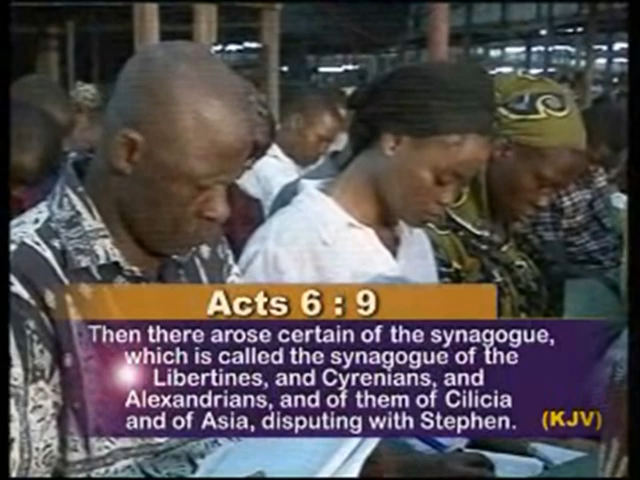 Acts 6 : 9
Then there arose certain of the synagogue,
which is called the synagogue of the
Libertines, and Cyrenians, and
Alexandrians, and of them of Cilicia
and of Asia, disputing with Stephen. (KJV)